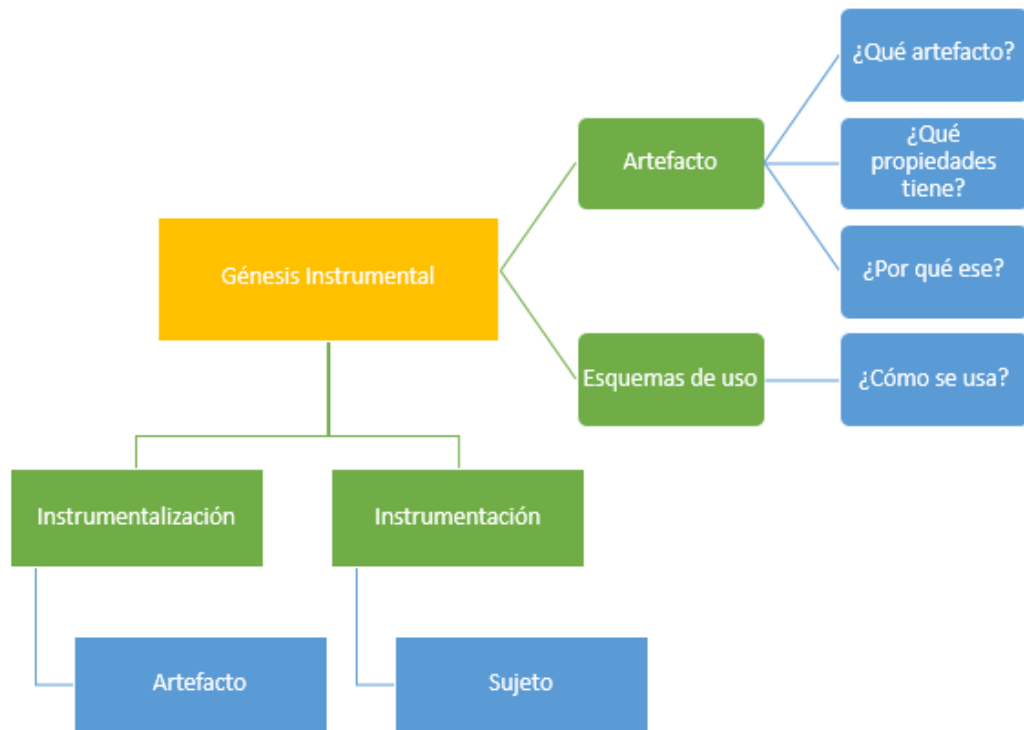 ¿Qué artefacto?
Artefacto
¿Qué
propiedades
tiene?
Génesis Instrumental
¿Por qué ese?
Esquemas de uso
¿Cómo se usa?
Instrumentalización
Instrumentación
Artefacto
Sujeto